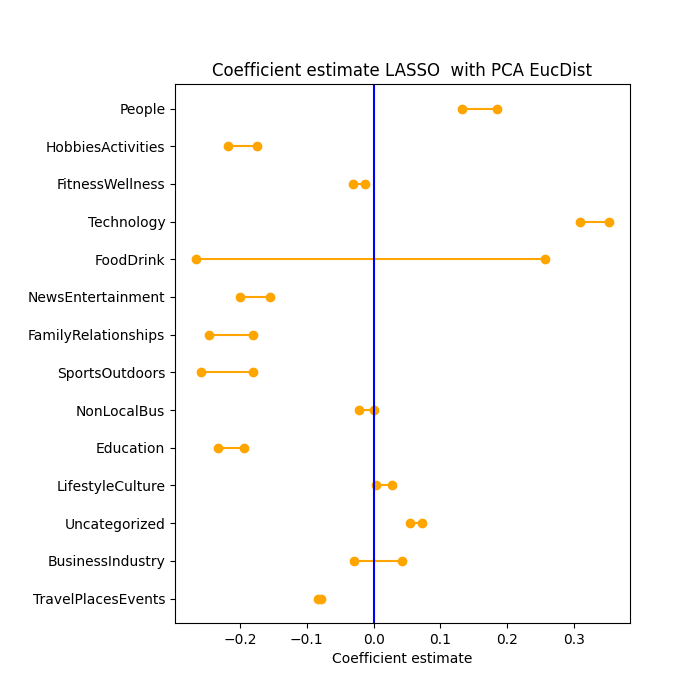 Coefficient estimate LASSO  with PCA EucDist
People
HobbiesActivities
FitnessWellness
Technology
FoodDrink
NewsEntertainment
FamilyRelationships
SportsOutdoors
NonLocalBus
Education
LifestyleCulture
Uncategorized
BusinessIndustry
TravelPlacesEvents
−0.2 −0.1 0.0 0.1 0.2 0.3
Coefficient estimate